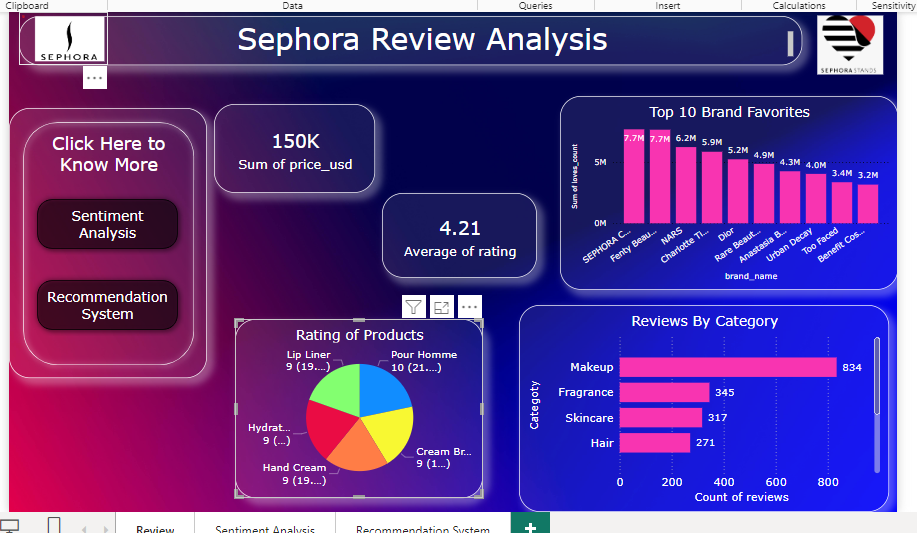 Clipboard
Data
Queries
Insert
Calculations
Sensitivity
SEPHORA
Sephora Review Analysis
SEPHORA STANDS
Click Here to
Know More
Sentiment
Analysis
Recommendation
System
150K
Sum of price_usd
4.21
Average of rating
Top 10 Brand Favorites
Sum of loves_count
5M
0M
7.7M
7.7M
6.2M
5.9M
5.2M
4.9M
4.3M
4.0M
3.4M
3.2M
SEPHORA C...
Fenty Beau...
NARS
Charlotte Ti...
Dior
Rare Beaut...
Anastasia B...
Urban Decay
Too Faced
Benefit Cos...
brand_name
Rating of Products
Lip Liner
9 (19....)
Pour Homme
10 (21....)
Hydrat...
9 (...)
Cream Br...
9 (1...)
Hand Cream
9 (19....)
Reviews By Category
Categoty
Makeup
834
Fragrance
345
Skincare
317
Hair
271
0
200
400
600
800
Count of reviews
Review
Sentiment Analysis
Recommendation System